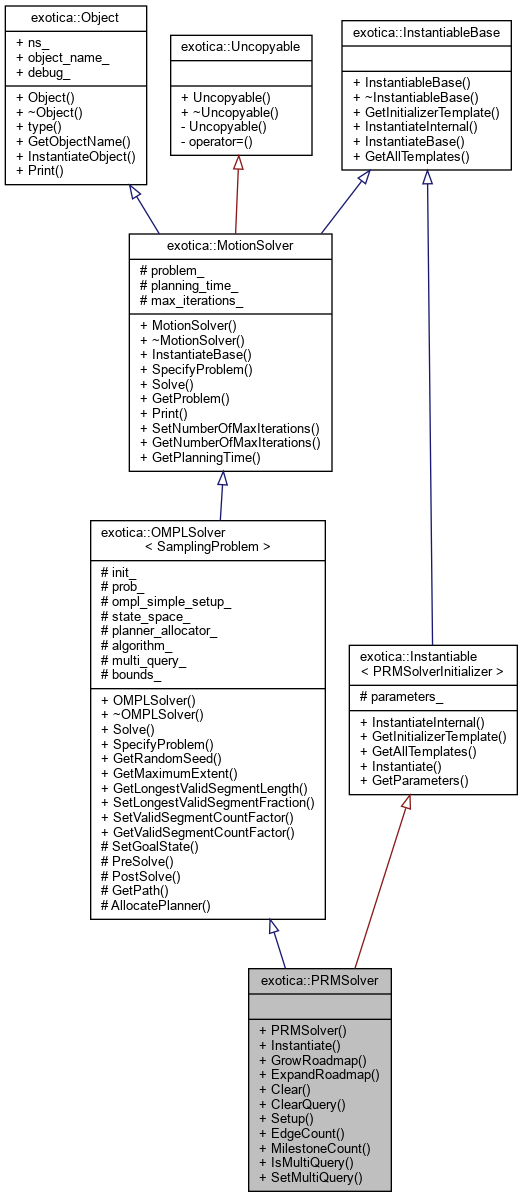 exotica::Object
+ ns_
+ object_name_
+ debug_
+ Object()
+ ~Object()
+ type()
+ GetObjectName()
+ InstantiateObject()
+ Print()
exotica::Uncopyable
+ Uncopyable()
+ ~Uncopyable()
- Uncopyable()
- operator=()
exotica::InstantiableBase
+ InstantiableBase()
+ ~InstantiableBase()
+ GetInitializerTemplate()
+ InstantiateInternal()
+ InstantiateBase()
+ GetAllTemplates()
exotica::MotionSolver
# problem_
# planning_time_
# max_iterations_
+ MotionSolver()
+ ~MotionSolver()
+ InstantiateBase()
+ SpecifyProblem()
+ Solve()
+ GetProblem()
+ Print()
+ SetNumberOfMaxIterations()
+ GetNumberOfMaxIterations()
+ GetPlanningTime()
exotica::OMPLSolver
< SamplingProblem >
# init_
# prob_
# ompl_simple_setup_
# state_space_
# planner_allocator_
# algorithm_
# multi_query_
# bounds_
+ OMPLSolver()
+ ~OMPLSolver()
+ Solve()
+ SpecifyProblem()
+ GetRandomSeed()
+ GetMaximumExtent()
+ GetLongestValidSegmentLength()
+ SetLongestValidSegmentFraction()
+ SetValidSegmentCountFactor()
+ GetValidSegmentCountFactor()
# SetGoalState()
# PreSolve()
# PostSolve()
# GetPath()
# AllocatePlanner()
exotica::Instantiable
< PRMSolverInitializer >
# parameters_
+ InstantiateInternal()
+ GetInitializerTemplate()
+ GetAllTemplates()
+ Instantiate()
+ GetParameters()
exotica::PRMSolver
+ PRMSolver()
+ Instantiate()
+ GrowRoadmap()
+ ExpandRoadmap()
+ Clear()
+ ClearQuery()
+ Setup()
+ EdgeCount()
+ MilestoneCount()
+ IsMultiQuery()
+ SetMultiQuery()